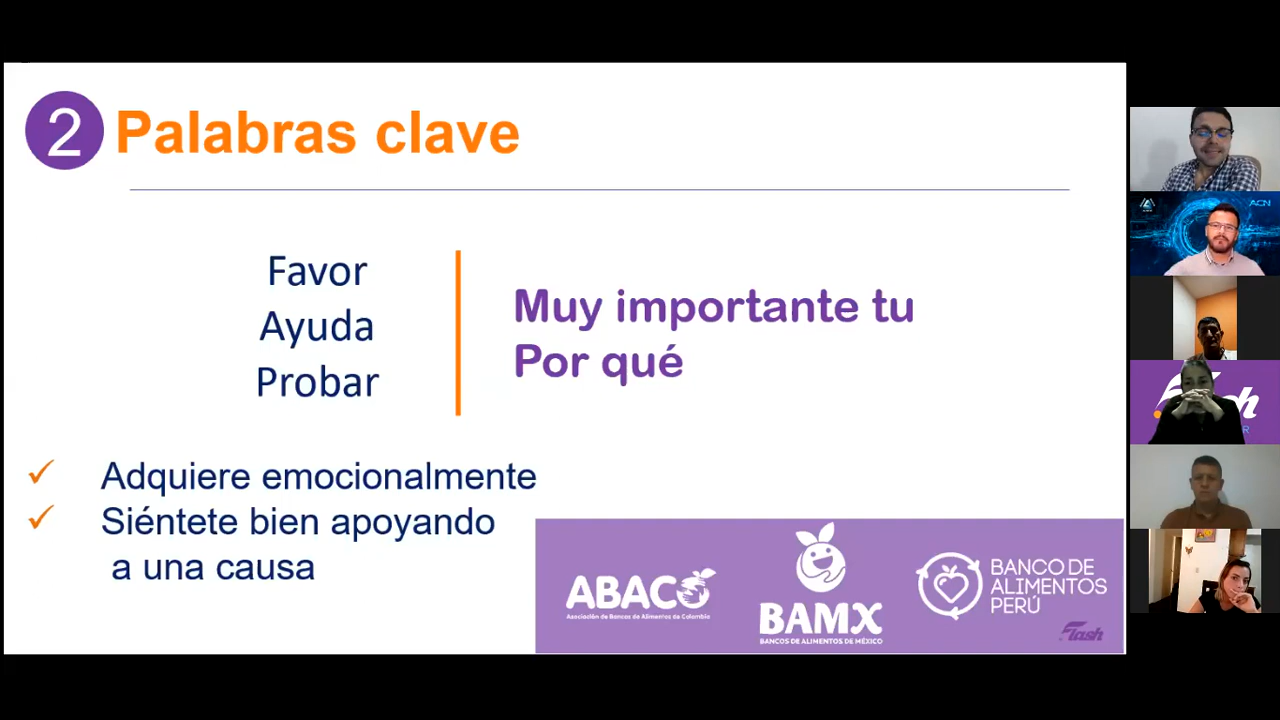 2 Palabras clave
Favor
Ayuda
Probar
Muy importante tu
Por qué
✓ Adquiere emocionalmente
✓ Siéntete bien apoyando
a una causa
ABACO
Asociación de Bancos de Alimentos de Colombia
BAMX
BANCOS DE ALIMENTOS DE MÉXICO
BANCO DE
ALIMENTOS
PERÚ
Flash
ACN